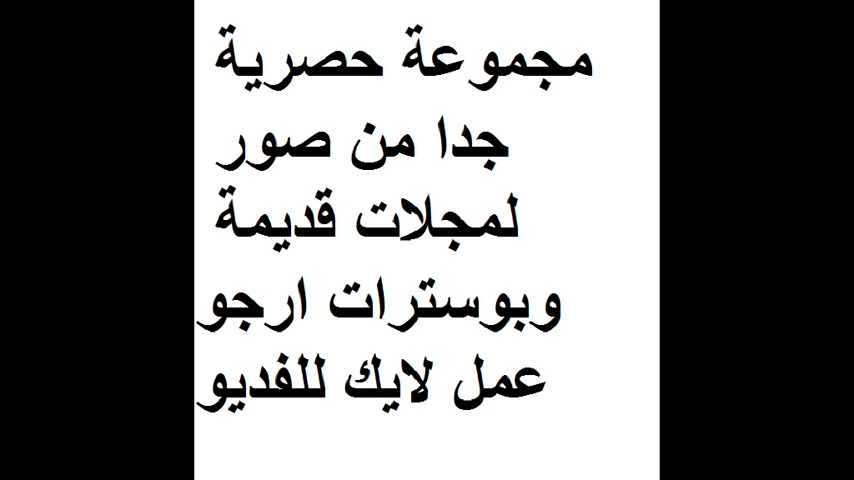 مجموعة حصرية
جدا من صور
لمجلات قديمة
وبوسترات ارجو
عمل لايك للفديو